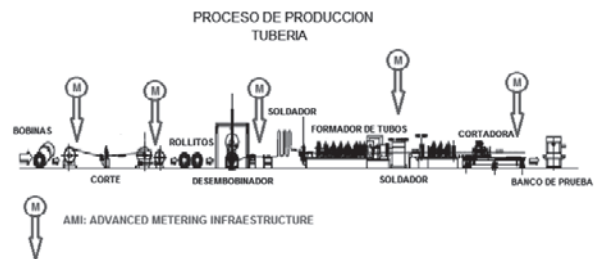 PROCESO DE PRODUCCION
TUBERIA
M
M
M
M
M
SOLDADOR
BOBINAS
ROLLITOS
FORMADOR DE TUBOS
CORTADORA
CORTE
DESEMBOBINADOR
SOLDADOR
BANCO DE PRUEBA
M
AMI: ADVANCED METERING INFRAESTRUCTURE